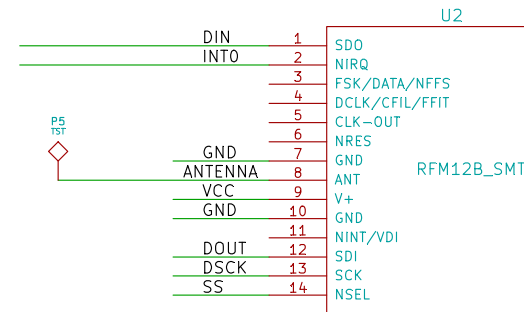 U2
DIN 1 SDO
INT0 2 NIRQ
3 FSK/DATA/NFFS
4 DCLK/CFIL/FFIT
P5
TST
5 CLK-OUT
6 NRES
GND 7 GND
ANTENNA 8 ANT
RFM12B_SMT
VCC 9 V+
GND 10 GND
11 NINT/VDI
DOUT 12 SDI
DSCK 13 SCK
SS 14 NSEL